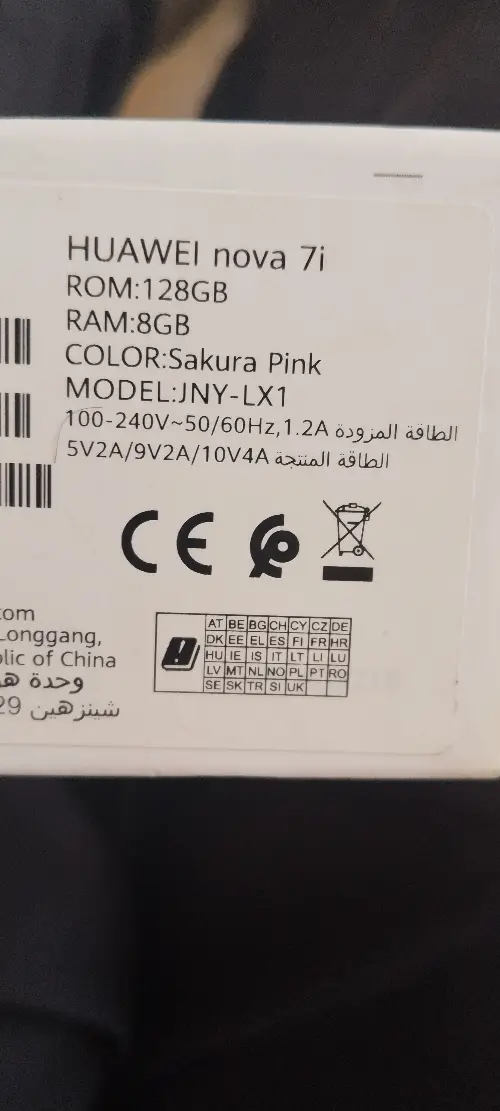 HUAWEI nova 7i
ROM:128GB
RAM:8GB
COLOR:Sakura Pink
MODEL:JNY-LX1
100-240V~50/60Hz,1.2A الطاقة المزودة
5V2A/9V2A/10V4A الطاقة المنتجة
CE
AT BE BG CH CY CZ DE
DK EE EL ES FI FR HR
HU IE IS IT LT LI LU
LV MT NL NO PL PT RO
SE SK TR SI UK
Longgang,
of China
وحدة
شينزهين 29